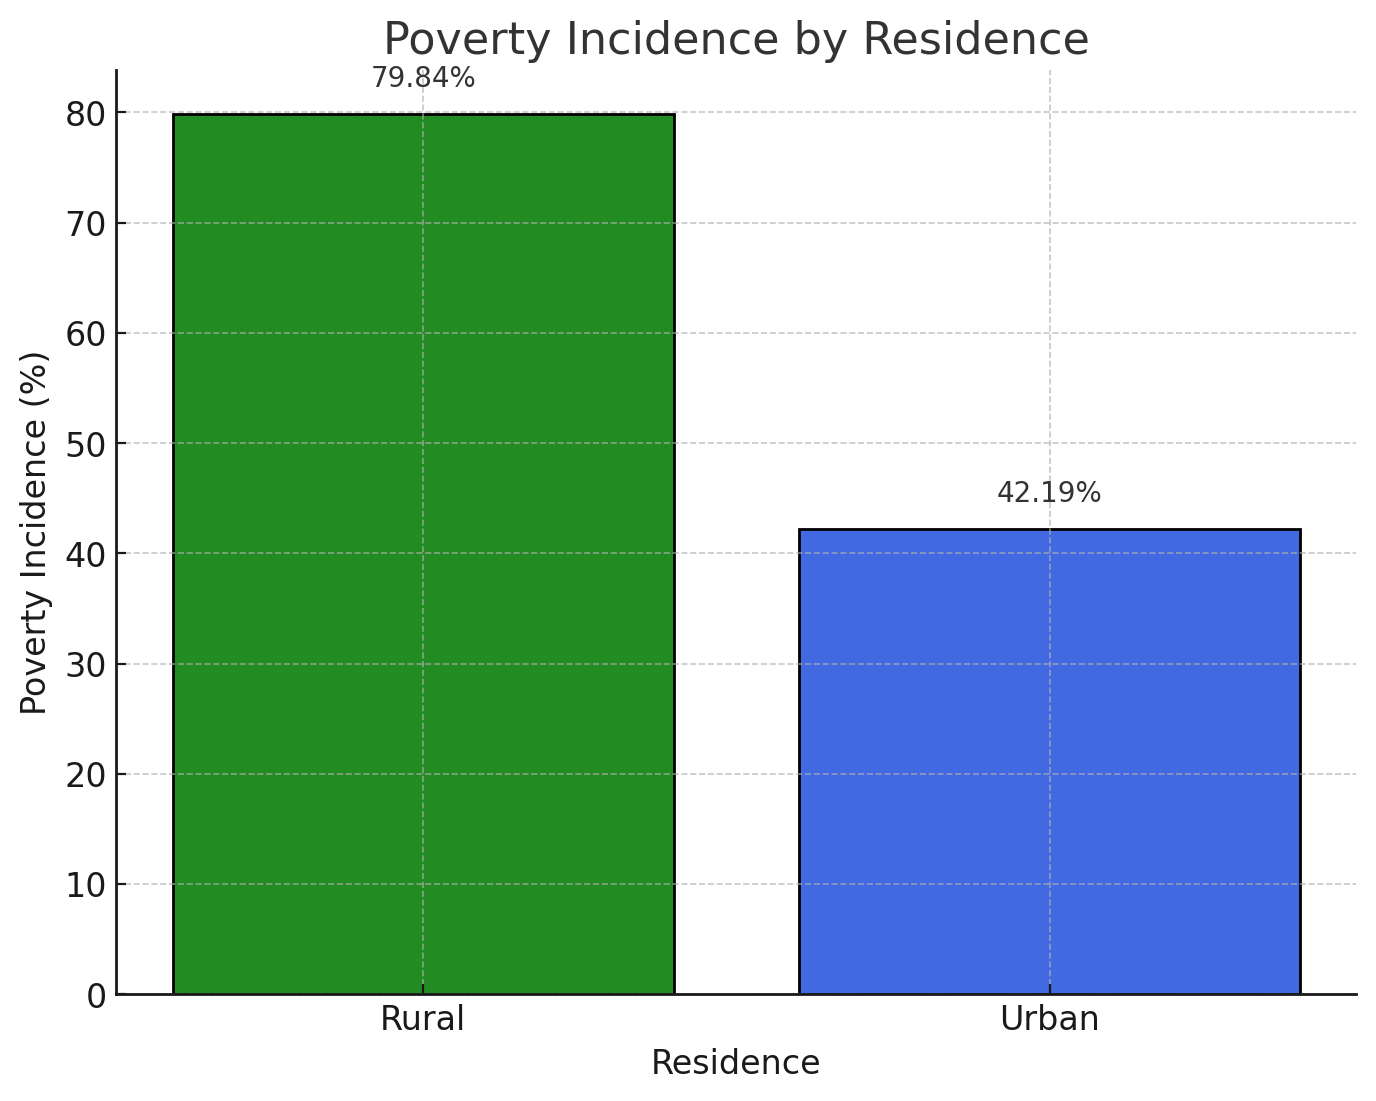 Poverty Incidence by Residence
79.84%
80
70
60
50
42.19%
40
30
20
10
0
Poverty Incidence (%)
Rural
Urban
Residence